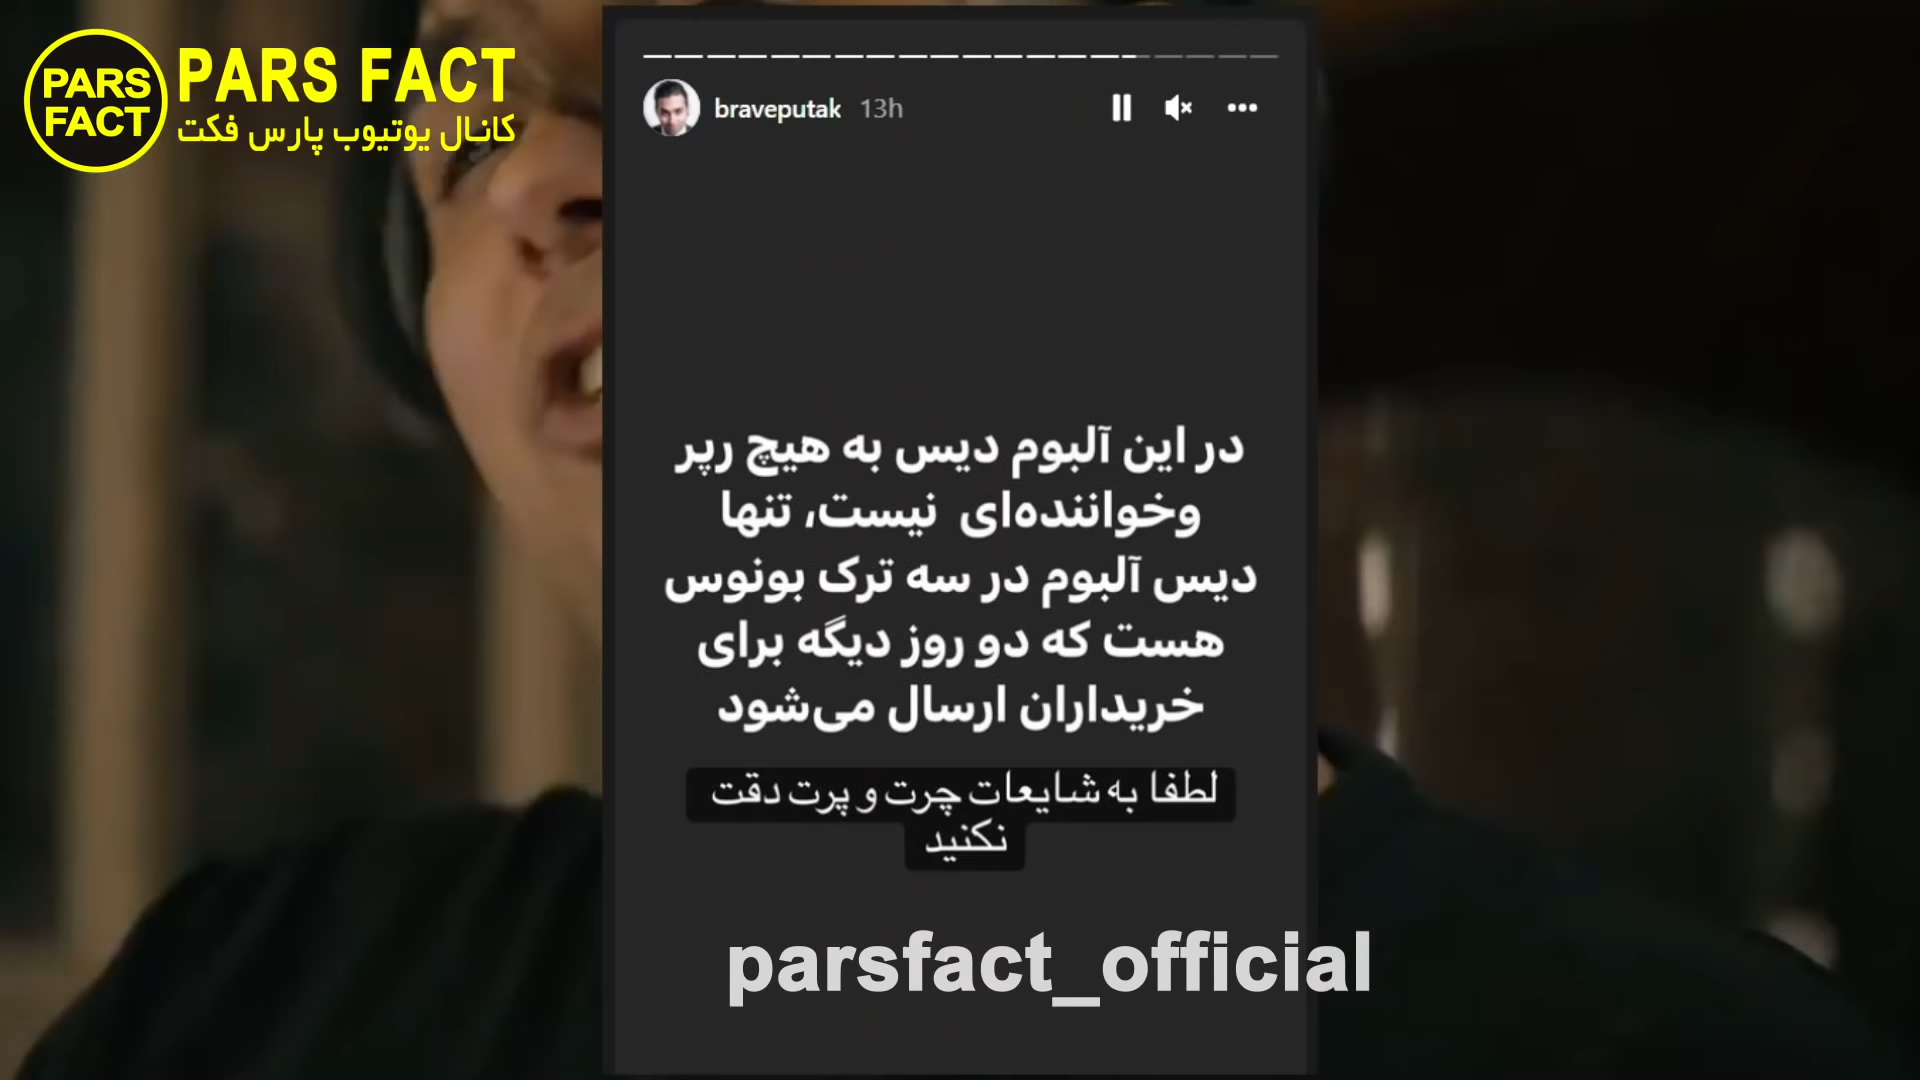 PARS
FACT
PARS FACT
کانال یوتیوب پارس فکت
braveputak 13h
در این آلبوم دیس به هیچ رپر
وخواننده‌ای نیست، تنها
دیس آلبوم در سه ترک بونوس
هست که دو روز دیگه برای
خریداران ارسال می‌شود
لطفا به شایعات چرت و پرت دقت
نکنید
parsfact_official